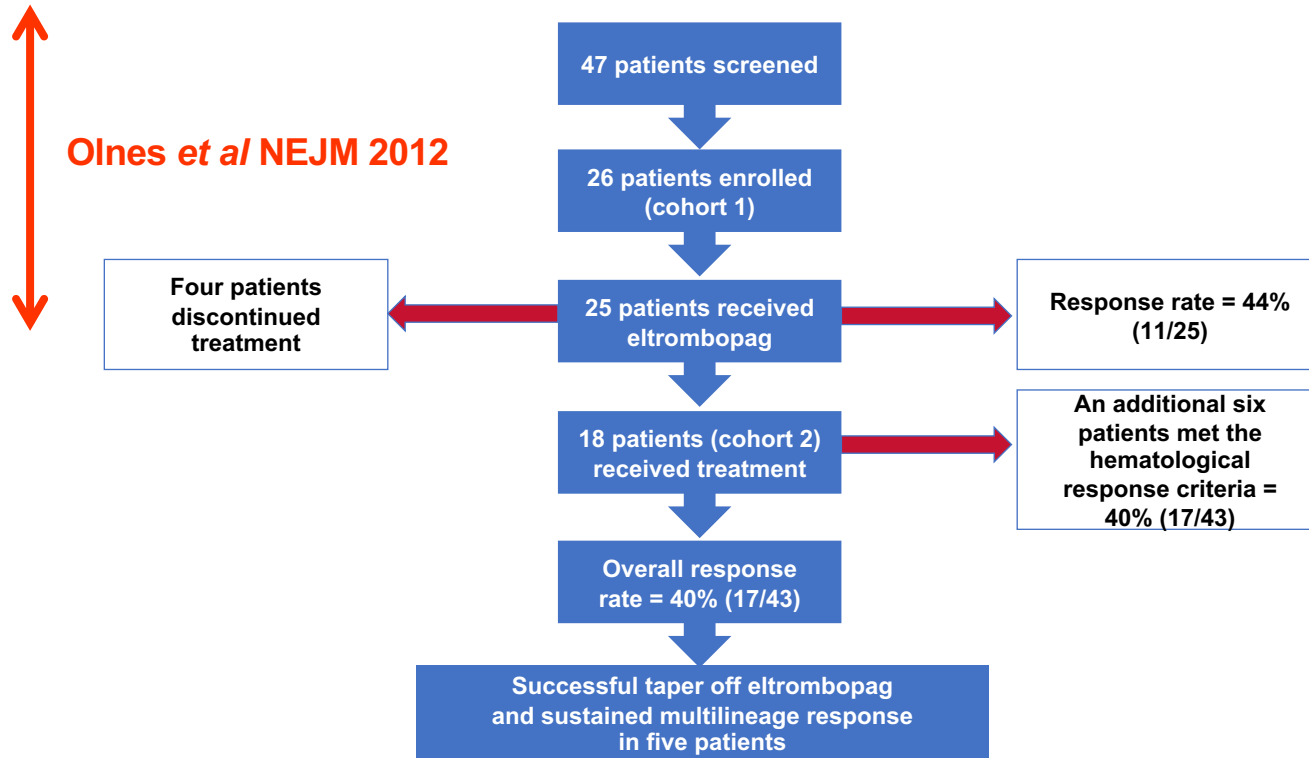 47 patients screened
Olnes et al NEJM 2012
26 patients enrolled
(cohort 1)
Four patients
discontinued
treatment
25 patients received
eltrombopag
Response rate = 44%
(11/25)
18 patients (cohort 2)
received treatment
An additional six
patients met the
hematological
response criteria =
40% (17/43)
Overall response
rate = 40% (17/43)
Successful taper off eltrombopag
and sustained multilineage response
in five patients